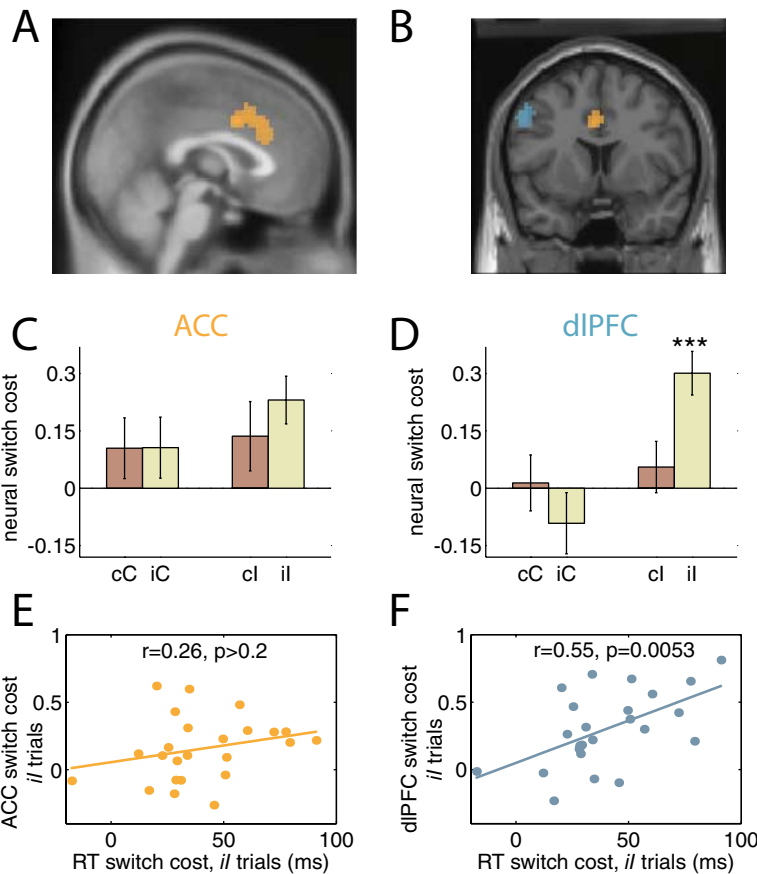 A
B
C
ACC
neural switch cost
0.3
0.15
0
-0.15
cC
iC
cI
iI
D
dlPFC
***
neural switch cost
0.3
0.15
0
-0.15
cC
iC
cI
iI
E
r=0.26, p>0.2
ACC switch cost
iI trials
1
0.5
0
0
50
100
RT switch cost, iI trials (ms)
F
r=0.55, p=0.0053
dlPFC switch cost
iI trials
1
0.5
0
0
50
100
RT switch cost, iI trials (ms)